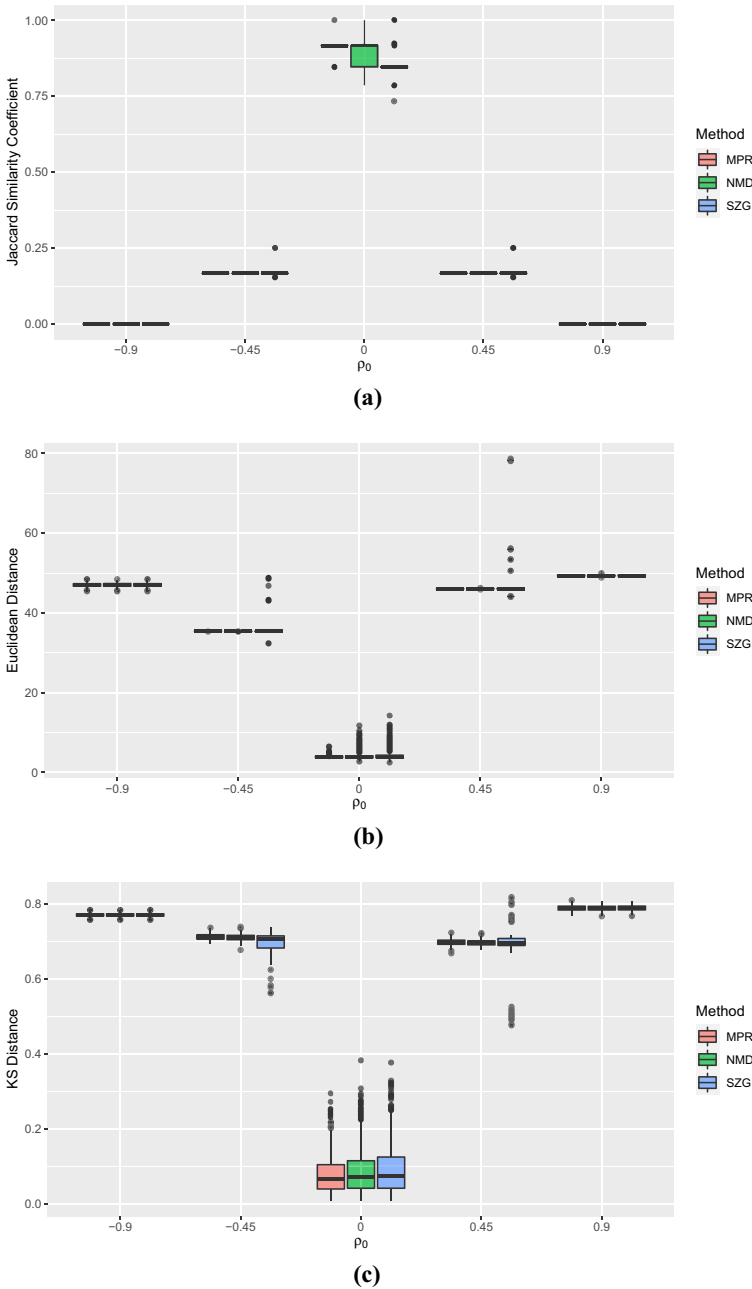 Jaccard Similarity Coefficient
1.00
0.75
0.50
0.25
0.00
−0.9 −0.45 0 0.45 0.9
ρ0
Method
MPR
NMD
SZG
(a)
Euclidean Distance
80
60
40
20
0
−0.9 −0.45 0 0.45 0.9
ρ0
Method
MPR
NMD
SZG
(b)
KS Distance
0.8
0.6
0.4
0.2
0.0
−0.9 −0.45 0 0.45 0.9
ρ0
Method
MPR
NMD
SZG
(c)